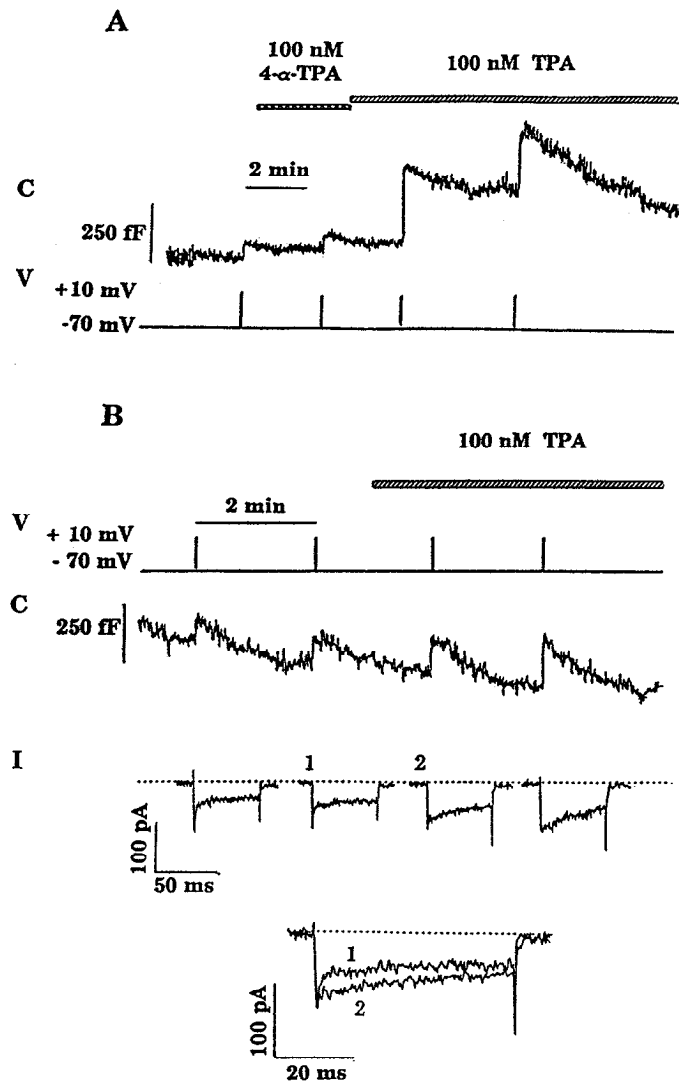 A
100 nM
4-α-TPA
100 nM TPA
2 min
C
250 fF
V
+10 mV
-70 mV
B
100 nM TPA
2 min
V
+ 10 mV
- 70 mV
C
250 fF
I
1
2
100 pA
50 ms
1
2
100 pA
20 ms